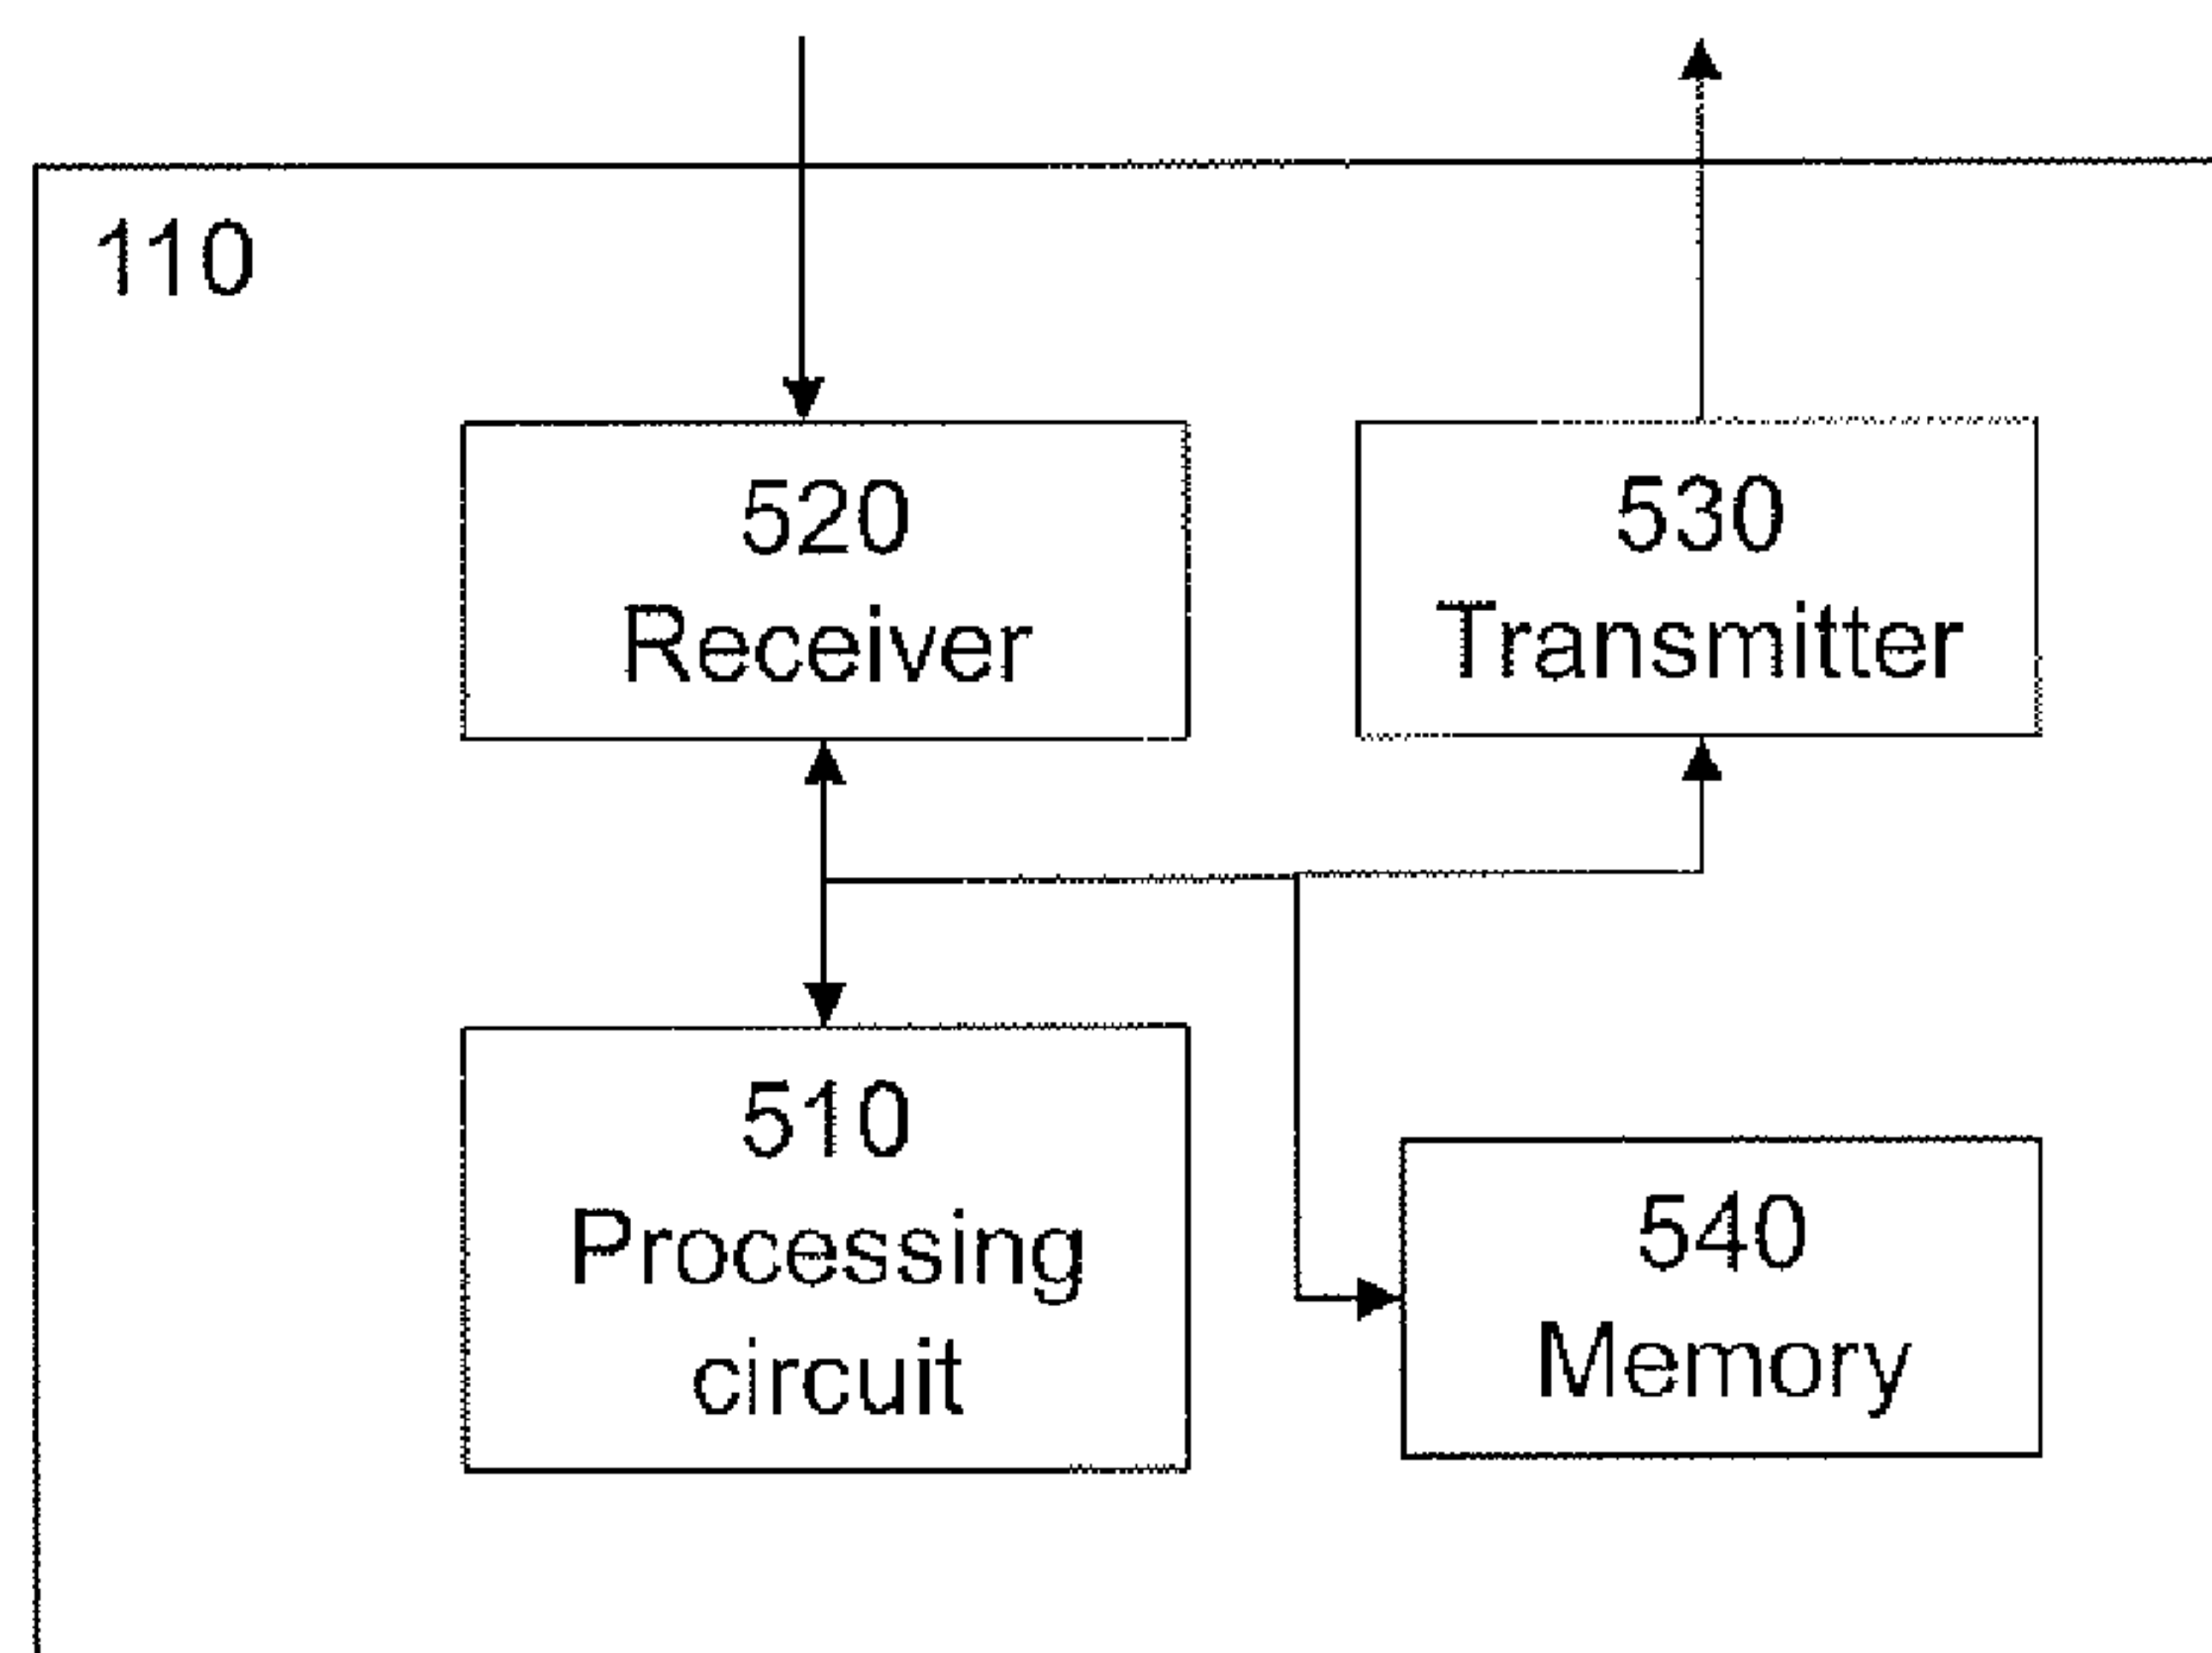 110
520
Receiver
530
Transmitter
510
Processing
circuit
540
Memory